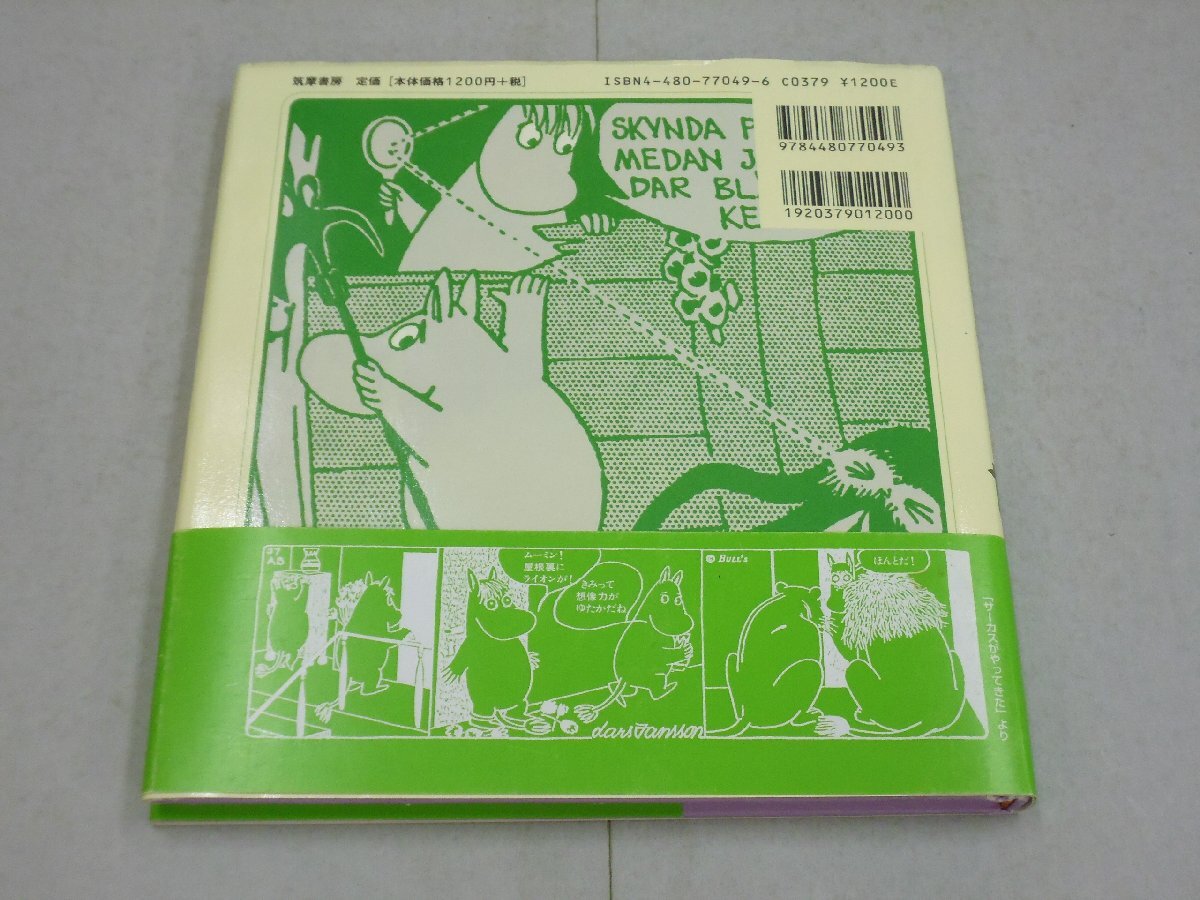 筑摩書房 定価 [本体価格1200円+税]
ISBN4-480-77049-6 C0379 ¥1200E
SKYNDA
MEDAN
DAR
9784480770493
1920379012000
37
AB
ムーミン!
屋根裏に
ライオンが!
きみって
想像力が
ゆたかだね
© BULL'S
ほんとだ!
lars Jansson
「サーカスがやってきた」より